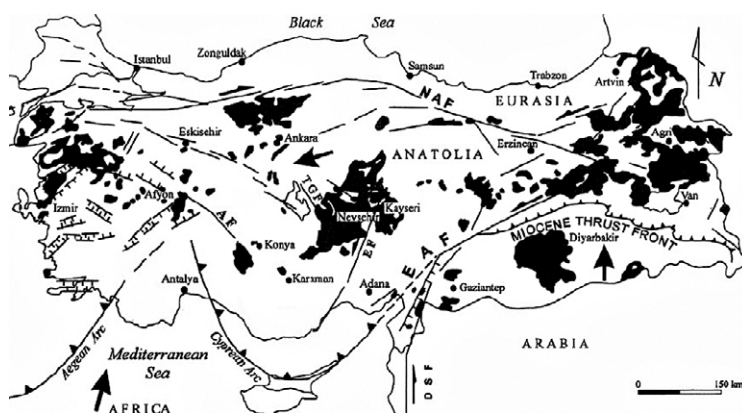 Black Sea
Istanbul
Zonguldak
Samsun
Trabzon
Artvin
N
NAF
EURASIA
Eskisehir
Ankara
ANATOLIA
Erzincan
Agri
Izmir
Afyon
AF
TGF
Nevsehir
Kayseri
EF
Van
MIOCENE THRUST FRONT
Diyarbakir
Konya
Karaman
Adana
EAF
Gaziantep
Antalya
Aegean Arc
Cyprean Arc
Mediterranean
Sea
AFRICA
DSF
ARABIA
0 150 km